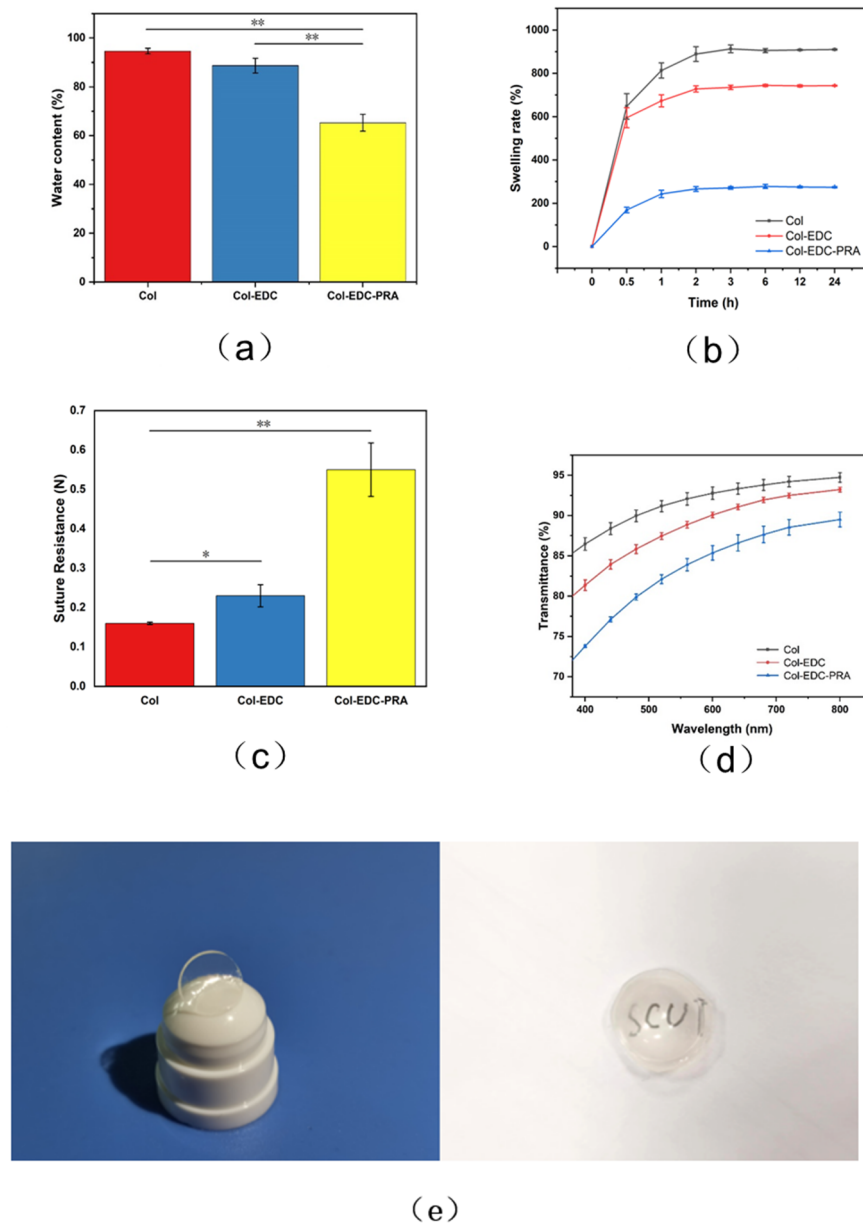 **
**
100
80
60
40
20
0
Water content (%)
Col
Col-EDC
Col-EDC-PRA
(a)
1000
800
600
400
200
0
Swelling rate (%)
Col
Col-EDC
Col-EDC-PRA
0
0.5
1
2
3
6
12
24
Time (h)
(b)
0.7
0.6
0.5
0.4
0.3
0.2
0.1
0.0
Suture Resistance (N)
**
*
Col
Col-EDC
Col-EDC-PRA
(c)
95
90
85
80
75
70
Transmittance (%)
Col
Col-EDC
Col-EDC-PRA
400
500
600
700
800
Wavelength (nm)
(d)
SCUT
(e)